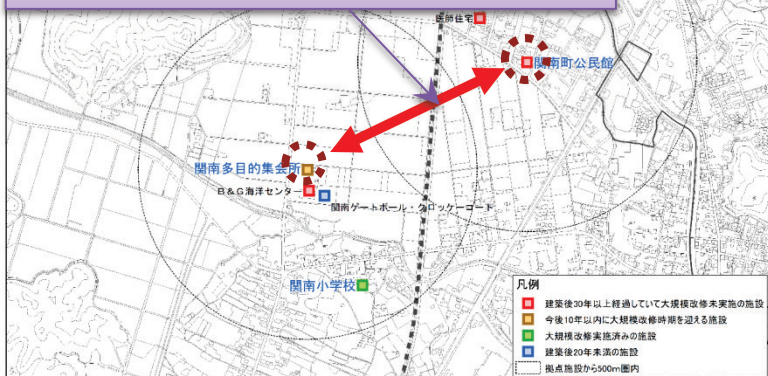 医師住宅
関南町公民館
関南多目的集会所
B&G海洋センター
関南ゲートボール・クロッケーコート
関南小学校
凡例
建築後30年以上経過していて大規模改修未実施の施設
今後10年以内に大規模改修時期を迎える施設
大規模改修実施済みの施設
建築後20年未満の施設
拠点施設から500m圏内